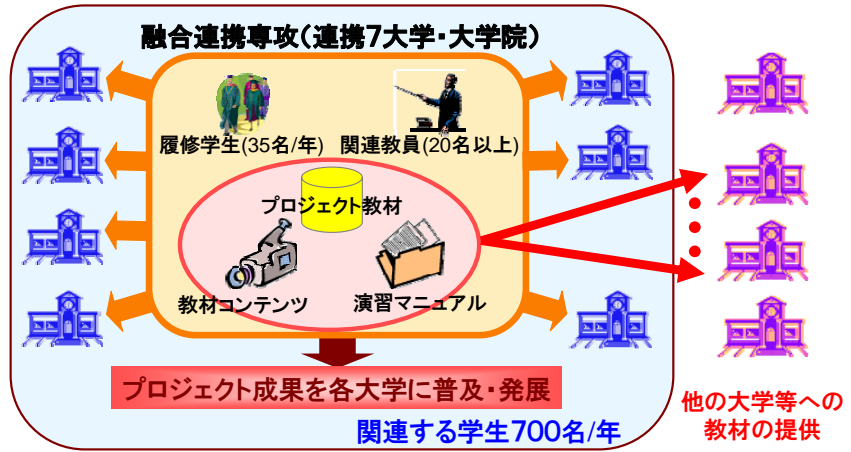 融合連携専攻(連携7大学・大学院)
履修学生(35名/年)
関連教員(20名以上)
プロジェクト教材
教材コンテンツ
演習マニュアル
プロジェクト成果を各大学に普及・発展
関連する学生700名/年
他の大学等への
教材の提供